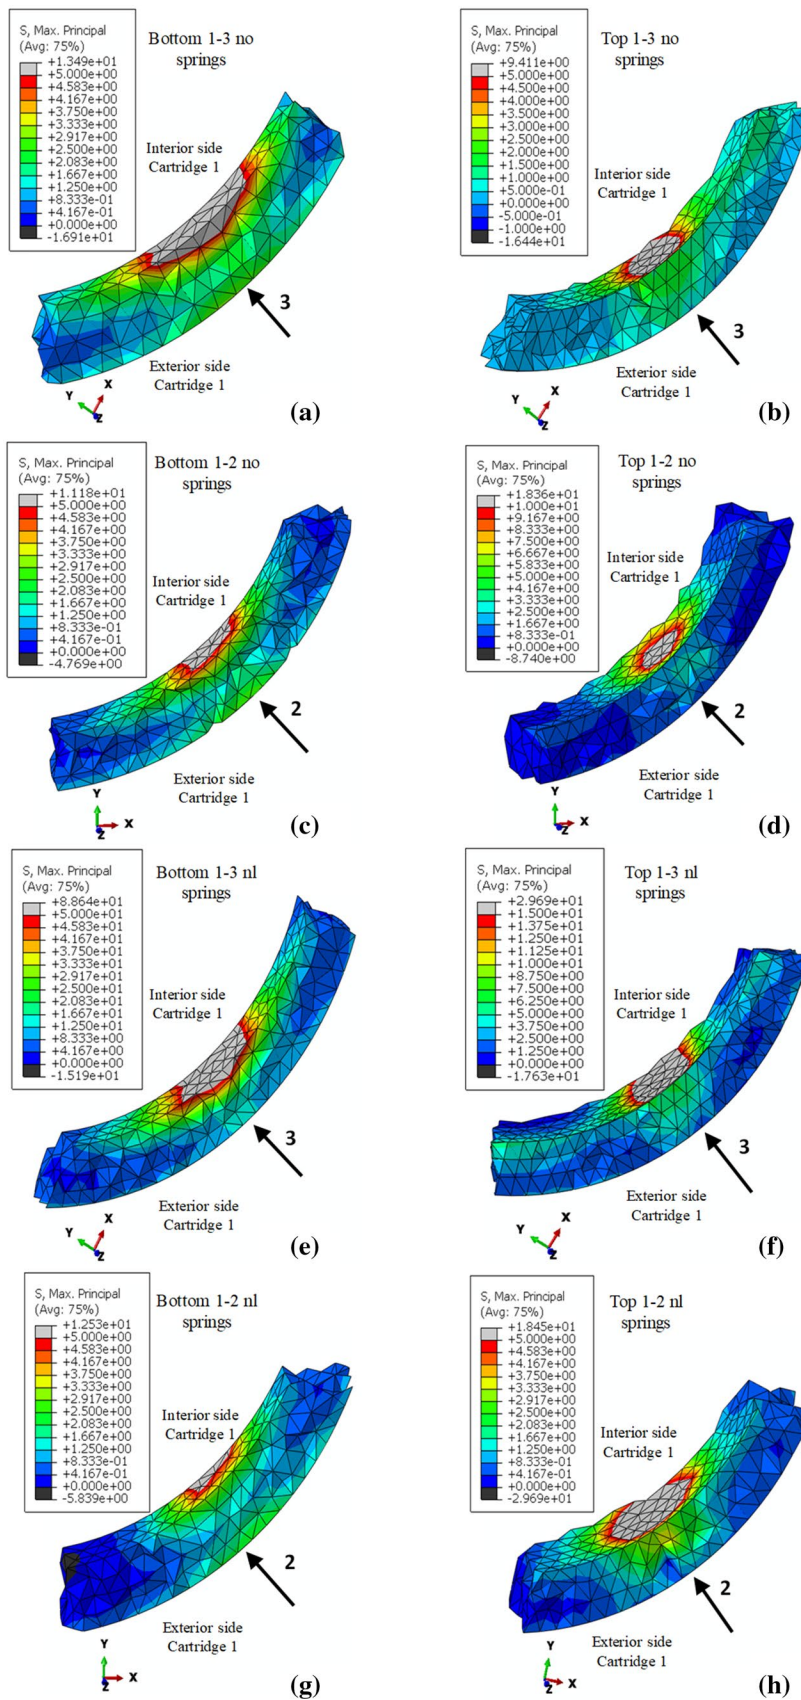 S, Max. Principal
(Avg: 75%)
+1.349e+01
+5.000e+00
+4.583e+00
+4.167e+00
+3.750e+00
+3.333e+00
+2.917e+00
+2.500e+00
+2.083e+00
+1.667e+00
+1.250e+00
+8.333e-01
+4.167e-01
+0.000e+00
-1.691e+01
Bottom 1-3 no
springs
Interior side
Cartridge 1
3
Exterior side
Cartridge 1
Y
X
Z
(a)
S, Max. Principal
(Avg: 75%)
+9.411e+00
+5.000e+00
+4.500e+00
+4.000e+00
+3.500e+00
+3.000e+00
+2.500e+00
+2.000e+00
+1.500e+00
+1.000e+00
+5.000e-01
+0.000e+00
-5.000e-01
-1.000e+00
-1.644e+01
Top 1-3 no
springs
Interior side
Cartridge 1
3
Exterior side
Cartridge 1
Y
X
Z
(b)
S, Max. Principal
(Avg: 75%)
+1.118e+01
+5.000e+00
+4.583e+00
+4.167e+00
+3.750e+00
+3.333e+00
+2.917e+00
+2.500e+00
+2.083e+00
+1.667e+00
+1.250e+00
+8.333e-01
+4.167e-01
+0.000e+00
-4.769e+00
Bottom 1-2 no
springs
Interior side
Cartridge 1
2
Exterior side
Cartridge 1
Y
X
Z
(c)
S, Max. Principal
(Avg: 75%)
+1.836e+01
+1.000e+01
+9.167e+00
+8.333e+00
+7.500e+00
+6.667e+00
+5.833e+00
+5.000e+00
+4.167e+00
+3.333e+00
+2.500e+00
+1.667e+00
+8.333e-01
+0.000e+00
-8.740e+00
Top 1-2 no
springs
Interior side
Cartridge 1
2
Exterior side
Cartridge 1
Y
X
Z
(d)
S, Max. Principal
(Avg: 75%)
+8.864e+01
+5.000e+01
+4.583e+01
+4.167e+01
+3.750e+01
+3.333e+01
+2.917e+01
+2.500e+01
+2.083e+01
+1.667e+01
+1.250e+01
+8.333e+00
+4.167e+00
+0.000e+00
-1.519e+01
Bottom 1-3 nl
springs
Interior side
Cartridge 1
3
Exterior side
Cartridge 1
Y
X
Z
(e)
S, Max. Principal
(Avg: 75%)
+2.969e+01
+1.500e+01
+1.375e+01
+1.250e+01
+1.125e+01
+1.000e+01
+8.750e+00
+7.500e+00
+6.250e+00
+5.000e+00
+3.750e+00
+2.500e+00
+1.250e+00
+0.000e+00
-1.763e+01
Top 1-3 nl
springs
Interior side
Cartridge 1
3
Exterior side
Cartridge 1
Y
X
Z
(f)
S, Max. Principal
(Avg: 75%)
+1.253e+01
+5.000e+00
+4.583e+00
+4.167e+00
+3.750e+00
+3.333e+00
+2.917e+00
+2.500e+00
+2.083e+00
+1.667e+00
+1.250e+00
+8.333e-01
+4.167e-01
+0.000e+00
-5.839e+00
Bottom 1-2 nl
springs
Interior side
Cartridge 1
2
Exterior side
Cartridge 1
Y
X
Z
(g)
S, Max. Principal
(Avg: 75%)
+1.845e+01
+5.000e+00
+4.583e+00
+4.167e+00
+3.750e+00
+3.333e+00
+2.917e+00
+2.500e+00
+2.083e+00
+1.667e+00
+1.250e+00
+8.333e-01
+4.167e-01
+0.000e+00
-2.969e+01
Top 1-2 nl
springs
Interior side
Cartridge 1
2
Exterior side
Cartridge 1
Y
X
Z
(h)